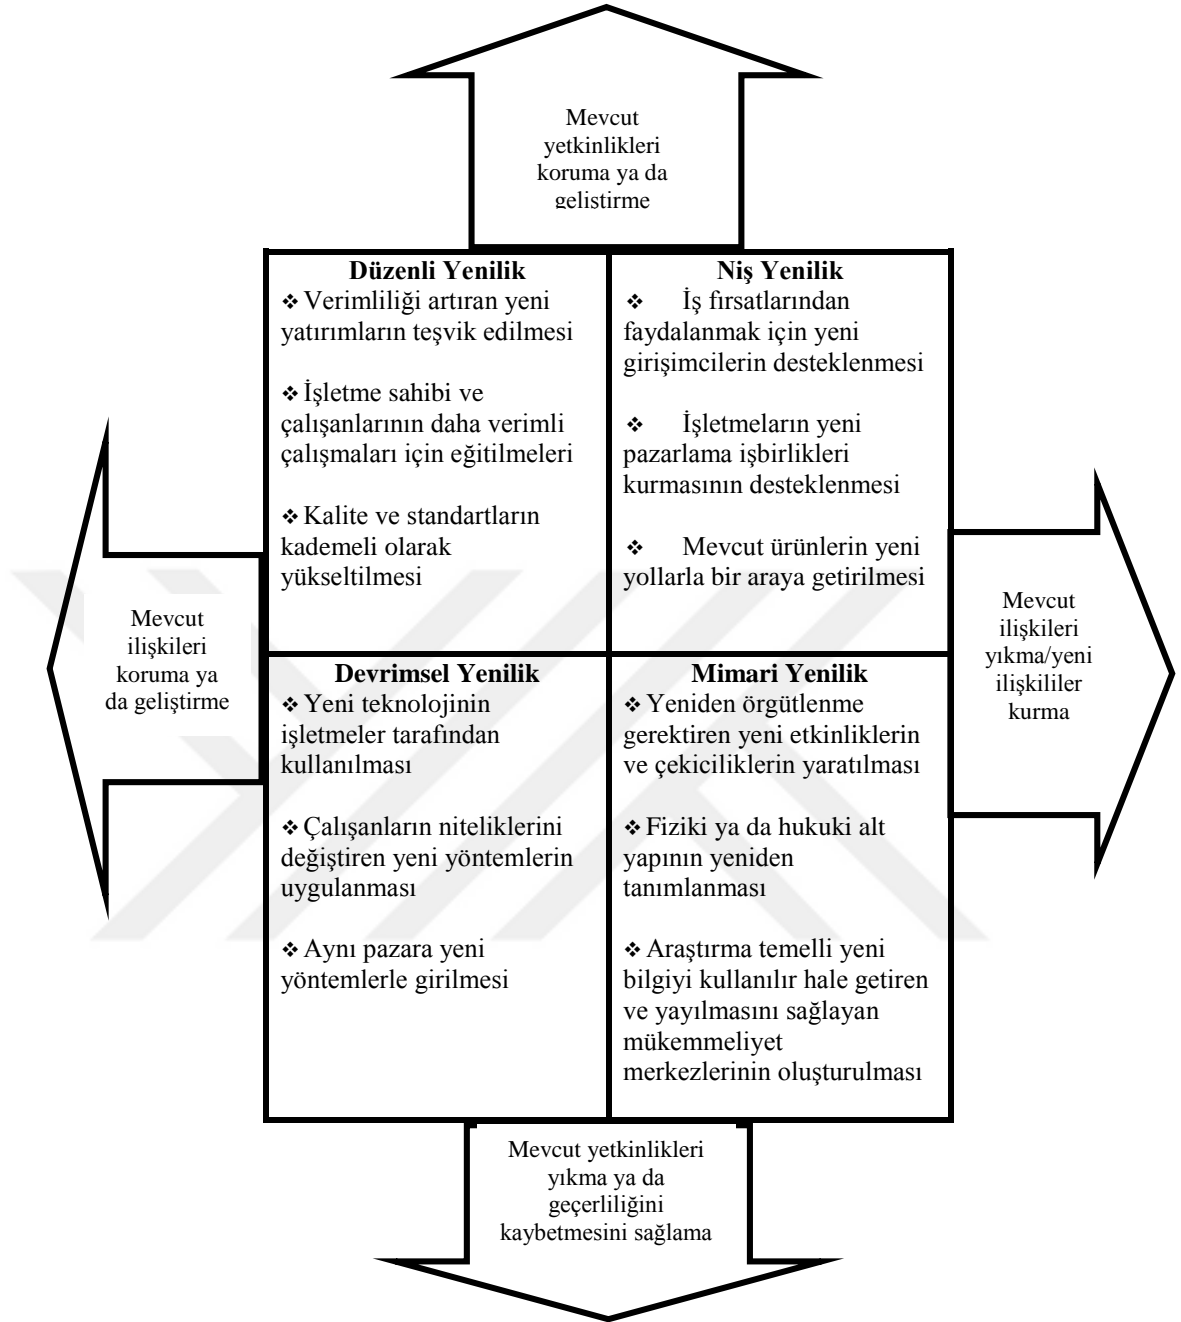 Mevcut
yetkinlikleri
koruma ya da
geliştirme
Düzenli Yenilik
❖ Verimliliği artıran yeni
yatırımların teşvik edilmesi
❖ İşletme sahibi ve
çalışanlarının daha verimli
çalışmaları için eğitilmeleri
❖ Kalite ve standartların
kademeli olarak
yükseltilmesi
Niş Yenilik
❖ İş fırsatlarından
faydalanmak için yeni
girişimcilerin desteklenmesi
❖ İşletmeların yeni
pazarlama işbirlikleri
kurmasının desteklenmesi
❖ Mevcut ürünlerin yeni
yollarla bir araya getirilmesi
Mevcut
ilişkileri
koruma ya
da geliştirme
Mevcut
ilişkileri
yıkma/yeni
ilişkililer
kurma
Devrimsel Yenilik
❖ Yeni teknolojinin
işletmeler tarafından
kullanılması
❖ Çalışanların niteliklerini
değiştiren yeni yöntemlerin
uygulanması
❖ Aynı pazara yeni
yöntemlerle girilmesi
Mimari Yenilik
❖ Yeniden örgütlenme
gerektiren yeni etkinliklerin
ve çekiciliklerin yaratılması
❖ Fiziki ya da hukuki alt
yapının yeniden
tanımlanması
❖ Araştırma temelli yeni
bilgiyi kullanılır hale getiren
ve yayılmasını sağlayan
mükemmeliyet
merkezlerinin oluşturulması
Mevcut yetkinlikleri
yıkma ya da
geçerliliğini
kaybetmesini sağlama